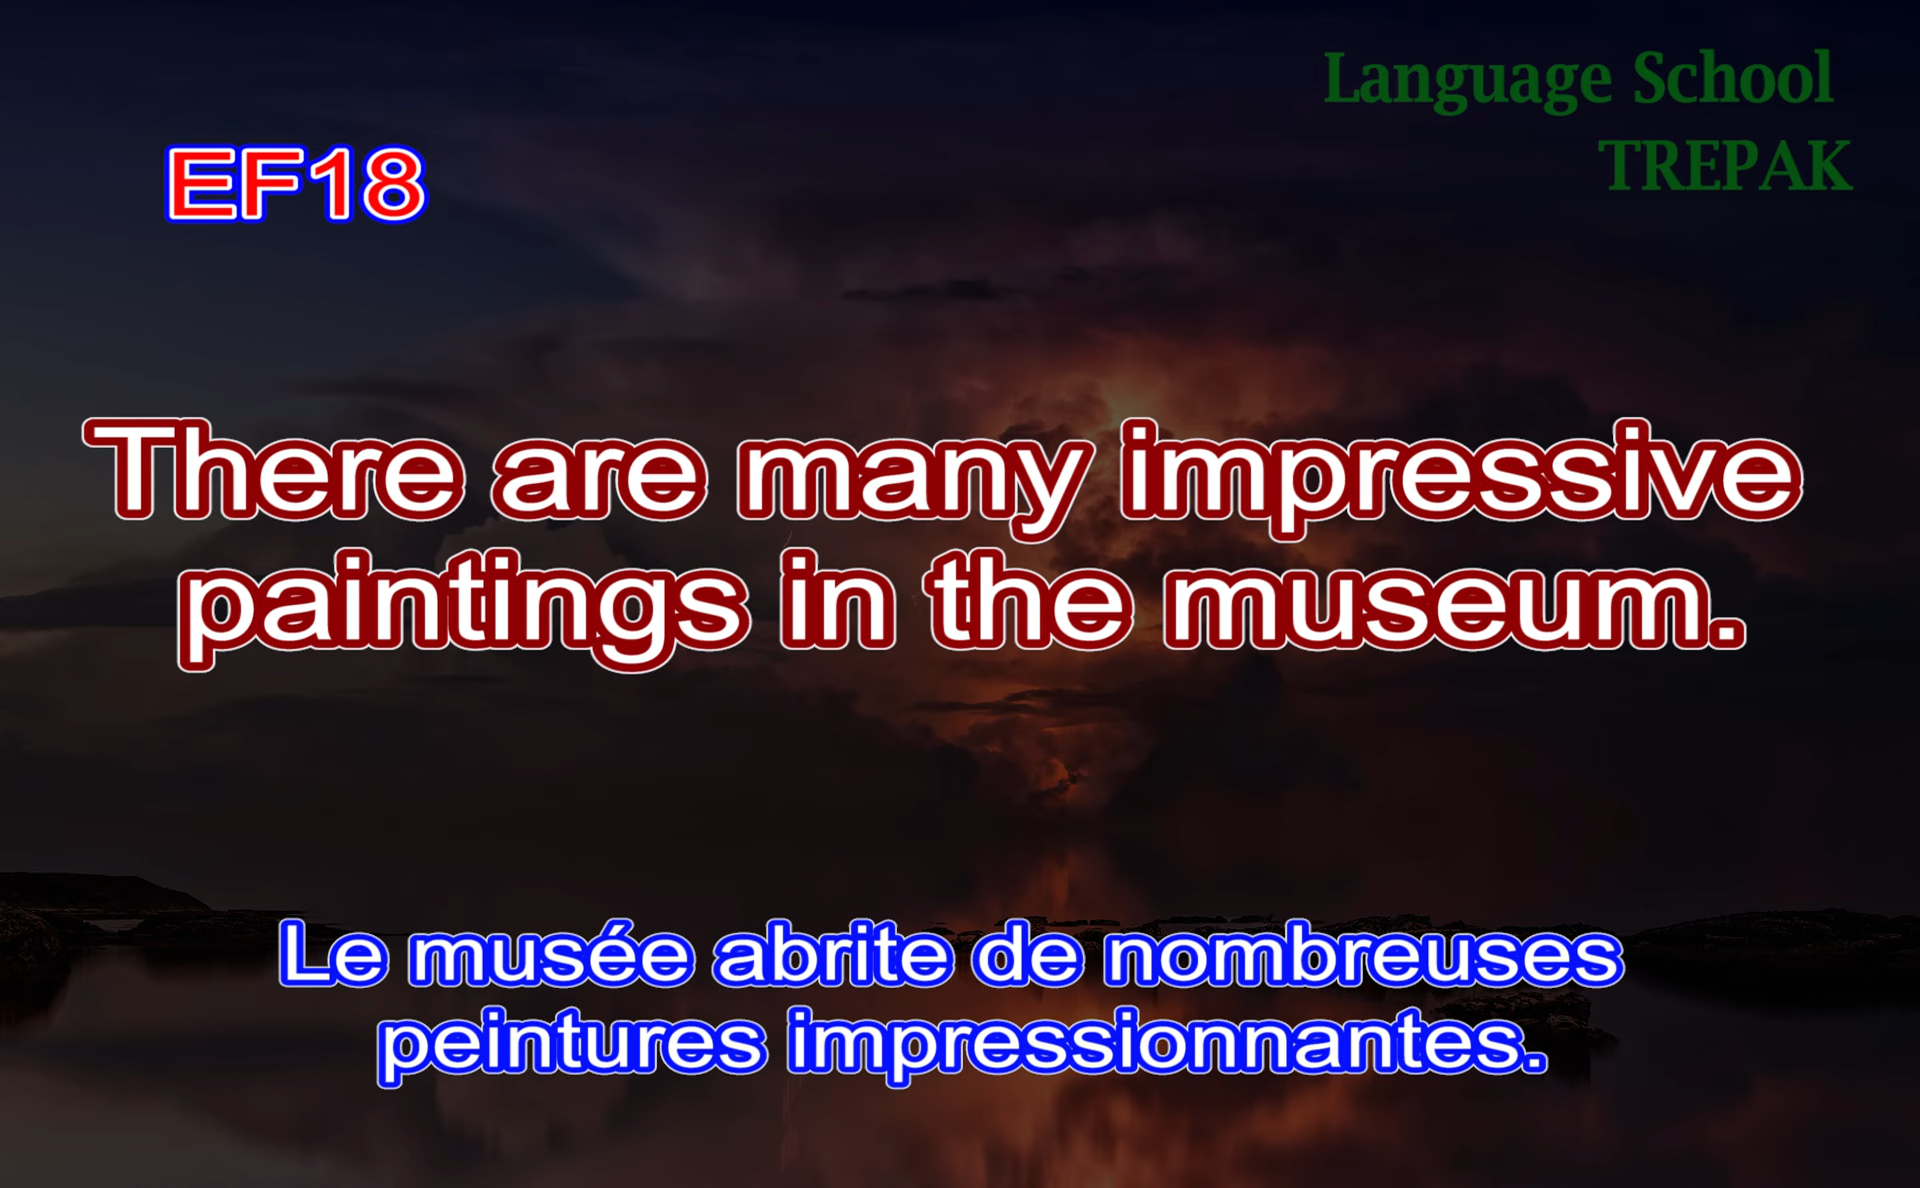 Language School
TREPAK
EF18
There are many impressive
paintings in the museum.
Le musée abrite de nombreuses
peintures impressionnantes.